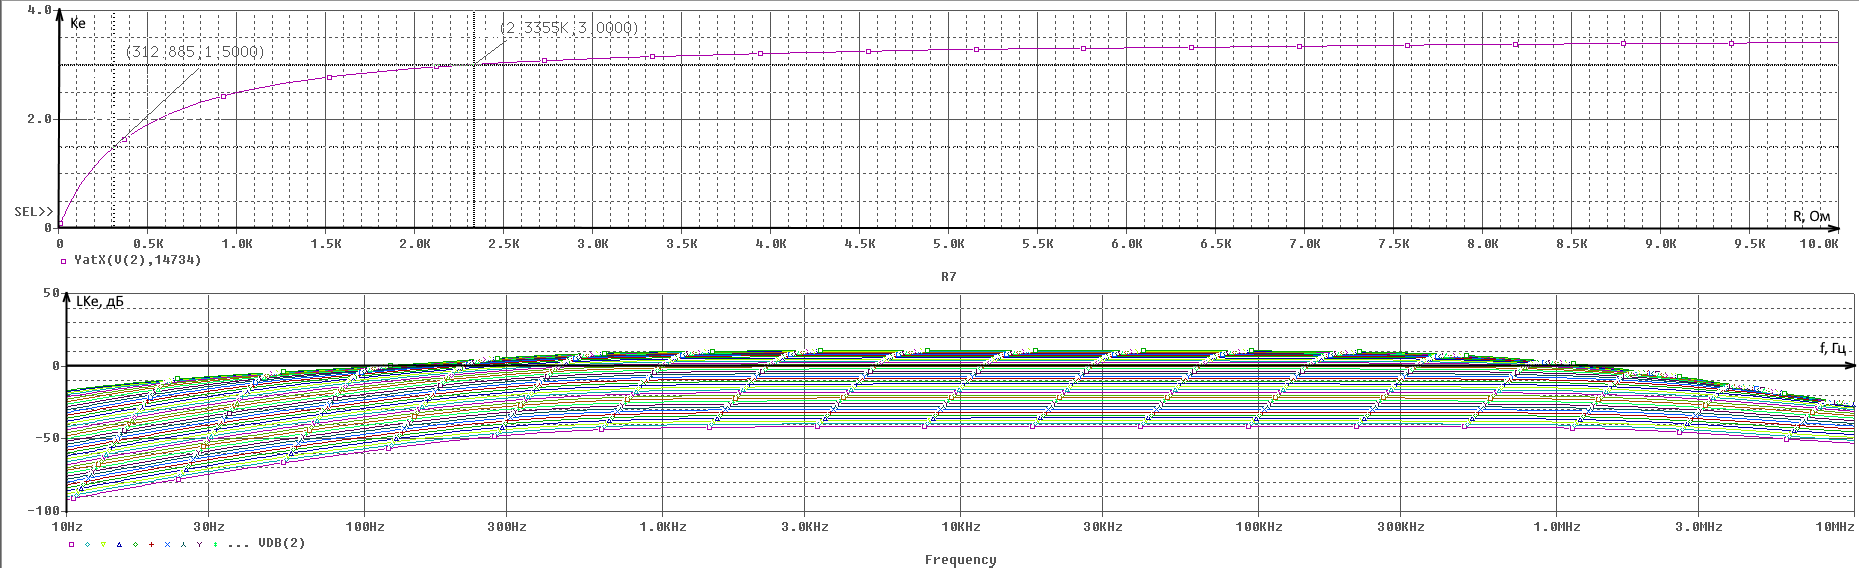 4.0
Ke
(2.3355K,3.0000)
(312.885,1.5000)
2.0
SEL>>
0
R, Ом
0 0.5K 1.0K 1.5K 2.0K 2.5K 3.0K 3.5K 4.0K 4.5K 5.0K 5.5K 6.0K 6.5K 7.0K 7.5K 8.0K 8.5K 9.0K 9.5K 10.0K
YatX(V(2),14734)
R7
50
LKe, дБ
f, Гц
0
-50
-100
10Hz 30Hz 100Hz 300Hz 1.0KHz 3.0KHz 10KHz 30KHz 100KHz 300KHz 1.0MHz 3.0MHz 10MHz
... VDB(2)
Frequency